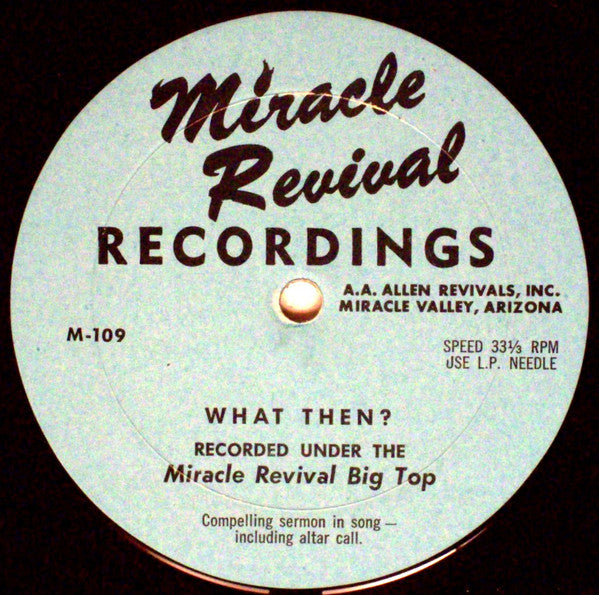 Miracle
Revival
RECORDINGS
A.A. ALLEN REVIVALS, INC.
MIRACLE VALLEY, ARIZONA
M-109
SPEED 33⅓ RPM
USE L.P. NEEDLE
WHAT THEN?
RECORDED UNDER THE
Miracle Revival Big Top
Compelling sermon in song —
including altar call.